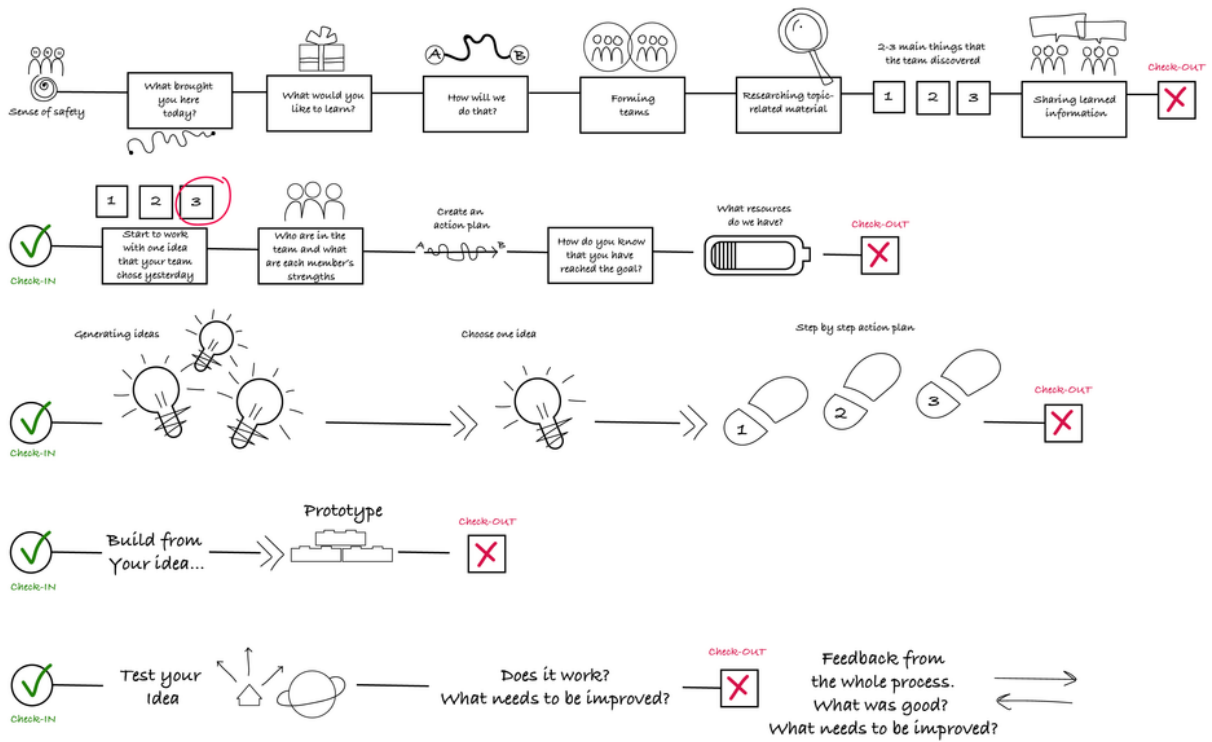 Sense of safety
What brought
you here
today?
What would you
like to learn?
A
B
How will we
do that?
Forming
teams
Researching topic-
related material
2-3 main things that
the team discovered
1
2
3
Sharing learned
information
Check-OUT
Check-IN
1
2
3
Start to work
with one idea
that your team
chose yesterday
Who are in the
team and what
are each member's
strengths
Create an
action plan
A
B
How do you know
that you have
reached the goal?
What resources
do we have?
Check-OUT
Check-IN
Generating ideas
Choose one idea
Step by step action plan
1
2
3
Check-OUT
Check-IN
Build from
Your idea...
Prototype
Check-OUT
Check-IN
Test your
Idea
Does it work?
What needs to be improved?
Check-OUT
Feedback from
the whole process.
What was good?
What needs to be improved?